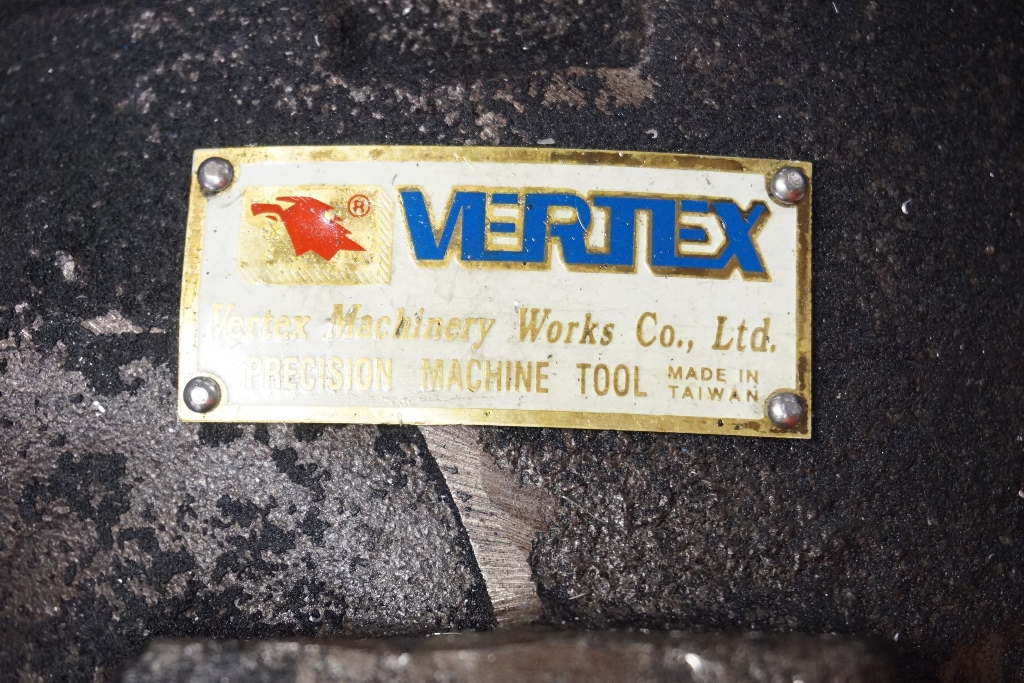 ® VERTEX
Vertex Machinery Works Co., Ltd.
PRECISION MACHINE TOOL MADE IN TAIWAN